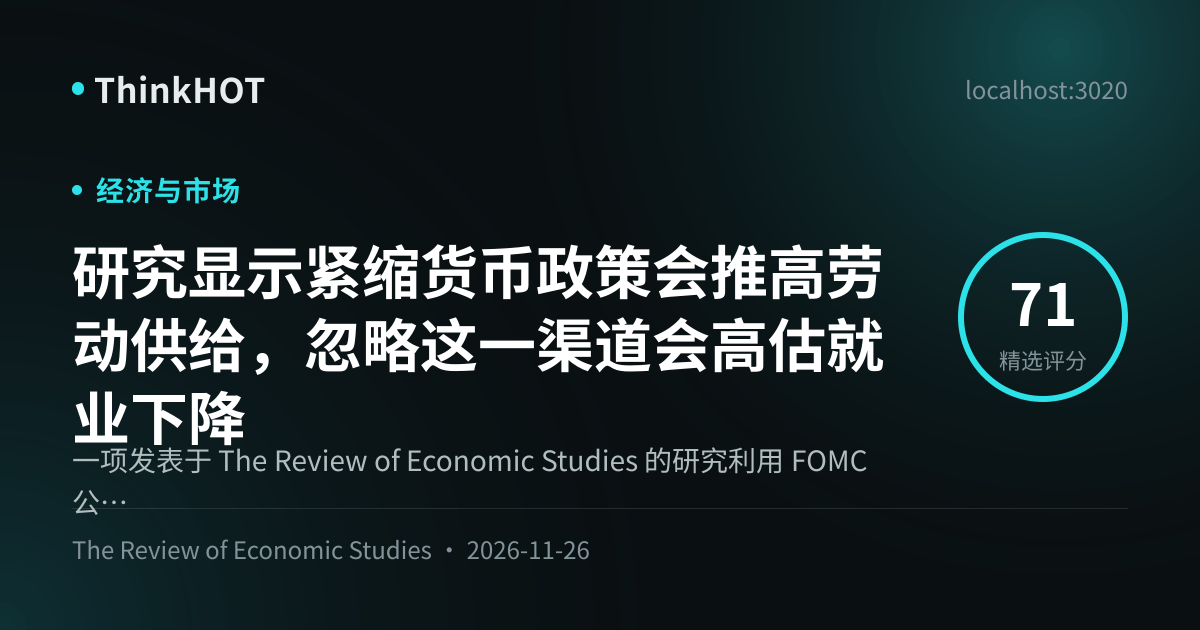 ThinkHOT
localhost:3020
经济与市场
研究显示紧缩货币政策会推高劳
动供给，忽略这一渠道会高估就
业下降
71
精选评分
一项发表于 The Review of Economic Studies 的研究利用 FOMC
公…
The Review of Economic Studies · 2026-11-26